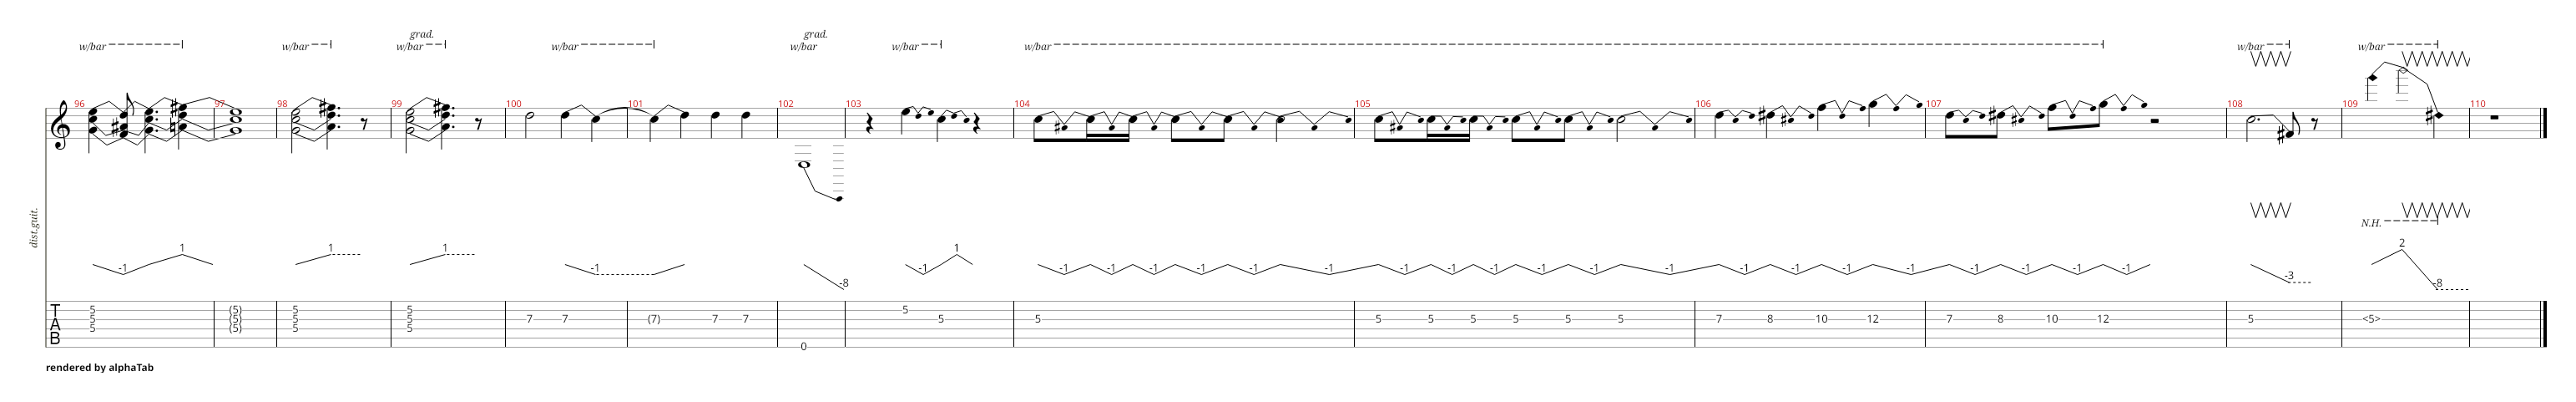 grad. grad.
w/bar w/bar w/bar w/bar w/bar w/bar w/bar w/bar w/bar
96 97 98 99 100 101 102 103 104 105 106 107 108 109 110
dist.guit.
N.H.
-1 1 1 1 -1 -8 -1 1 -1 -1 -1 -1 -1 -1 -1 -1 -1 -1 -1 -1 -1 -1 -1 -1 -1 -1 -1 -1 -3 2 -8
5 (5) 5 5 5
5 (5) 5 5 7 7 (7) 7 7 5 5 5 5 5 5 5 5 7 8 10 12 7 8 10 12 5 <5>
5 (5) 5 5
0
TAB
rendered by alphaTab